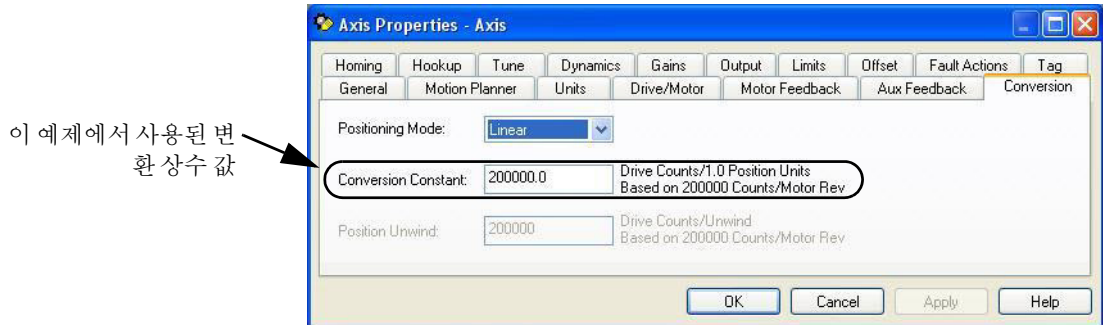 Axis Properties - Axis
Homing Hookup Tune Dynamics Gains Output Limits Offset Fault Actions Tag
General Motion Planner Units Drive/Motor Motor Feedback Aux Feedback Conversion
이 예제에서 사용된 변
환 상수 값
Positioning Mode: Linear
Conversion Constant: 200000.0 Drive Counts/1.0 Position Units
Based on 200000 Counts/Motor Rev
Position Unwind: 200000 Drive Counts/Unwind
Based on 200000 Counts/Motor Rev
OK Cancel Apply Help